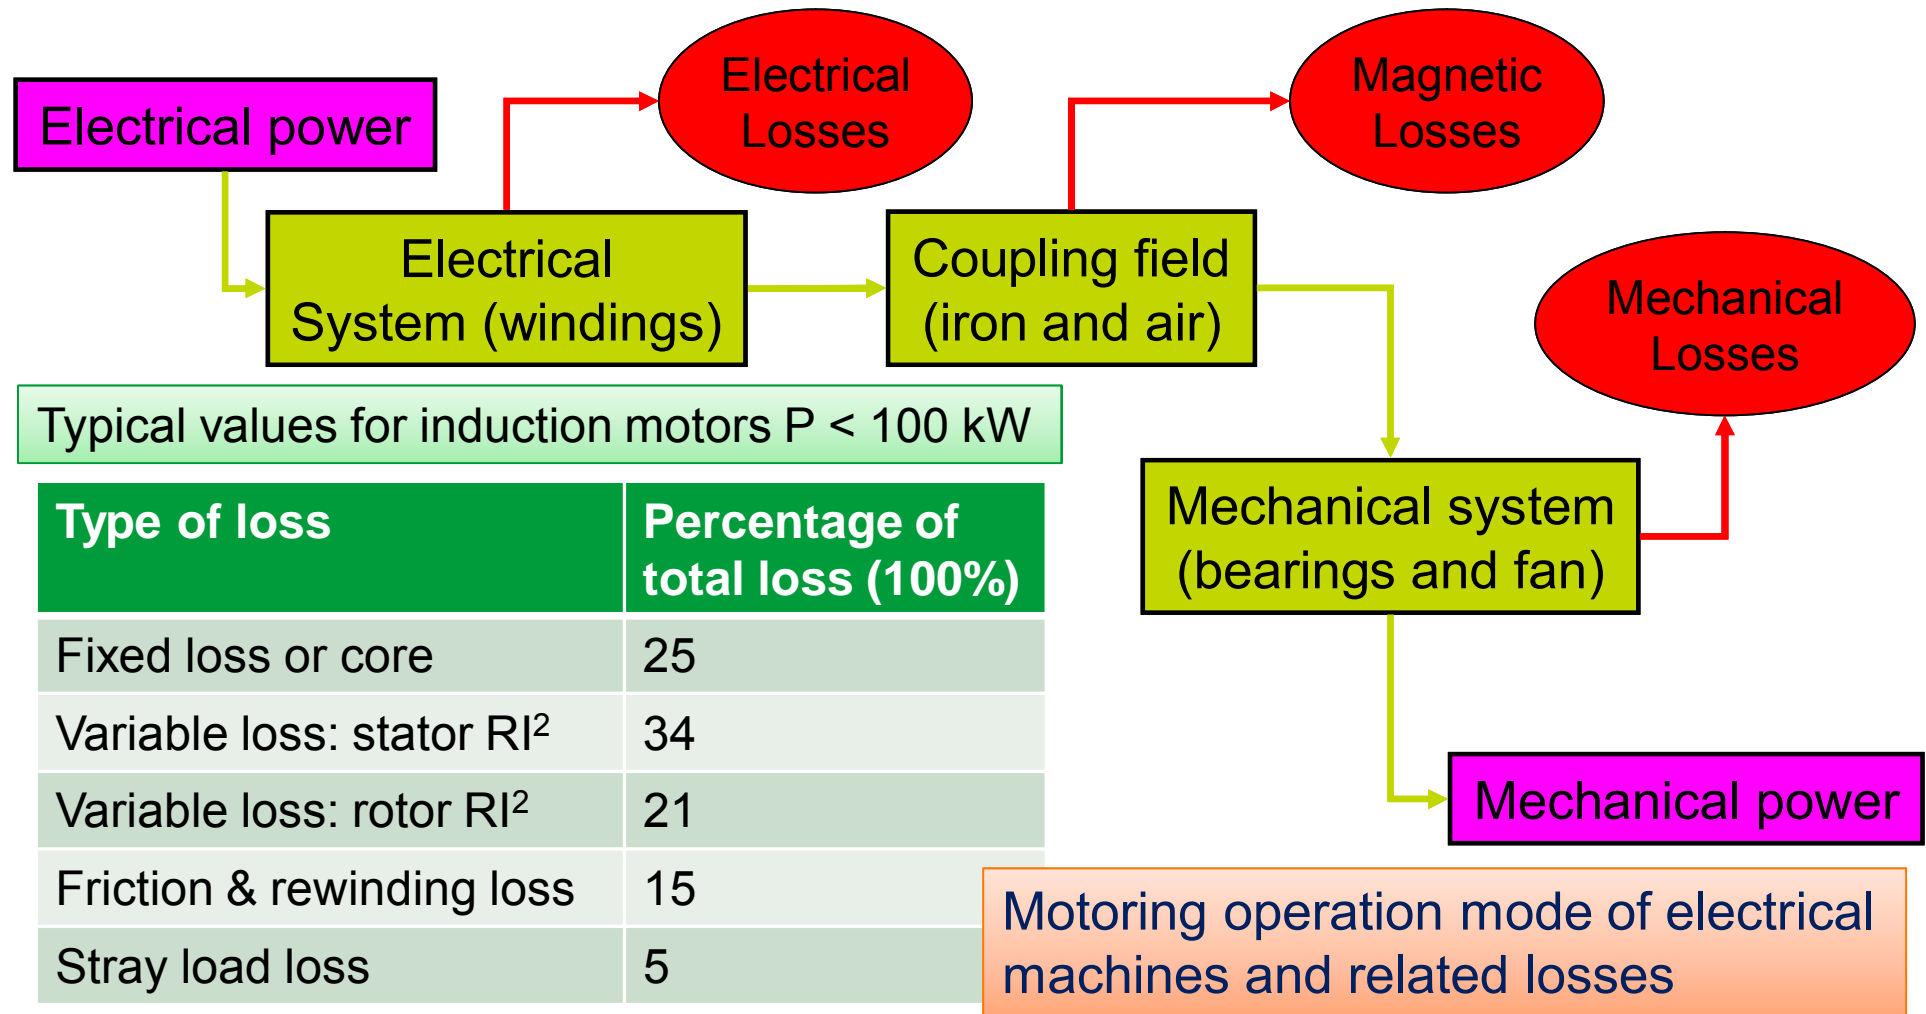 Electrical power
Electrical
Losses
Magnetic
Losses
Electrical
System (windings)
Coupling field
(iron and air)
Mechanical
Losses
Typical values for induction motors P < 100 kW
Mechanical system
(bearings and fan)
Type of loss
Percentage of
total loss (100%)
Fixed loss or core
25
Variable loss: stator RI²
34
Variable loss: rotor RI²
21
Friction & rewinding loss
15
Stray load loss
5
Mechanical power
Motoring operation mode of electrical
machines and related losses